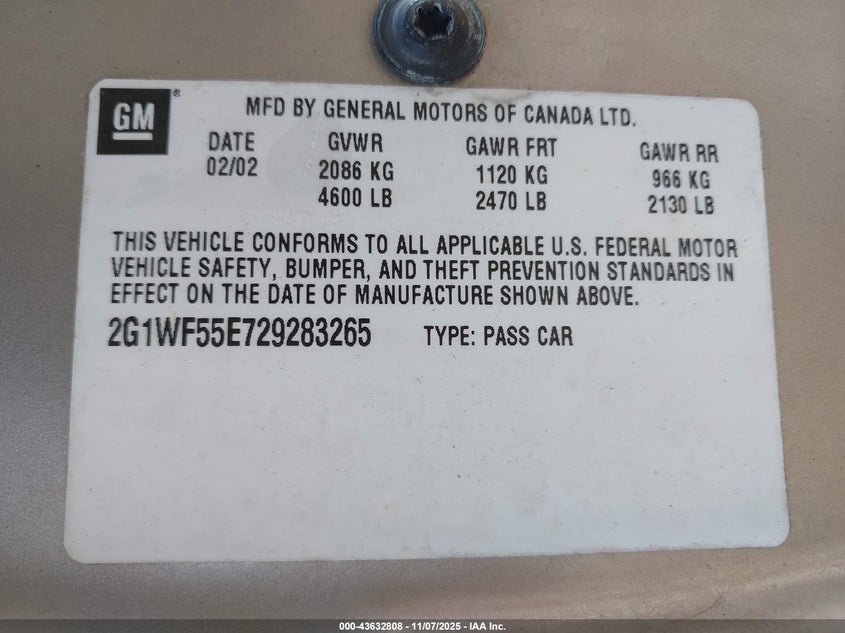 GM®
MFD BY GENERAL MOTORS OF CANADA LTD.
DATE GVWR GAWR FRT GAWR RR
02/02 2086 KG 1120 KG 966 KG
4600 LB 2470 LB 2130 LB
THIS VEHICLE CONFORMS TO ALL APPLICABLE U.S. FEDERAL MOTOR
VEHICLE SAFETY, BUMPER, AND THEFT PREVENTION STANDARDS IN
EFFECT ON THE DATE OF MANUFACTURE SHOWN ABOVE.
2G1WF55E729283265 TYPE: PASS CAR
000-43632808 - 11/07/2025 - IAA Inc.